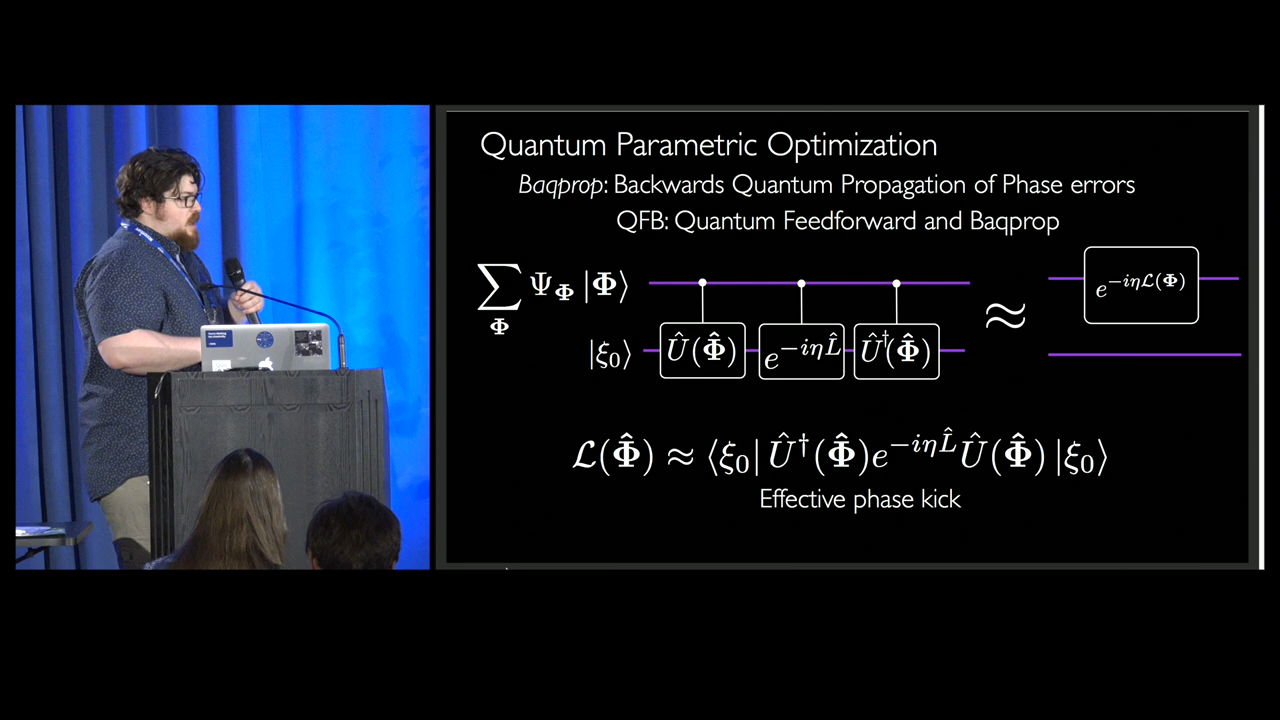 Quantum Parametric Optimization
Baqprop: Backwards Quantum Propagation of Phase errors
QFB: Quantum Feedforward and Baqprop
∑_Φ Ψ_Φ |Φ⟩
e^{-iηℒ(Φ)}
≈
|ξ₀⟩ Û(Φ̂) e^{-iηL̂} Û†(Φ̂)
ℒ(Φ̂) ≈ ⟨ξ₀| Û†(Φ̂)e^{-iηL̂}Û(Φ̂) |ξ₀⟩
Effective phase kick